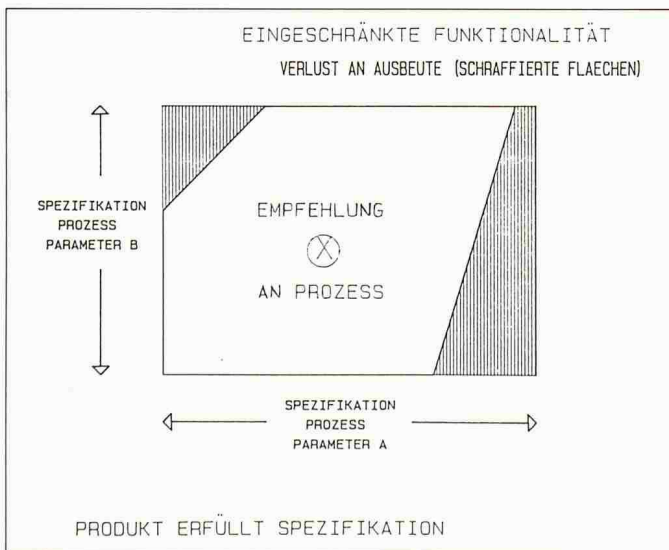 EINGESCHRÄNKTE FUNKTIONALITÄT
VERLUST AN AUSBEUTE (SCHRAFFIERTE FLAECHEN)
SPEZIFIKATION
PROZESS
PARAMETER B
EMPFEHLUNG
X
AN PROZESS
SPEZIFIKATION
PROZESS
PARAMETER A
PRODUKT ERFÜLLT SPEZIFIKATION